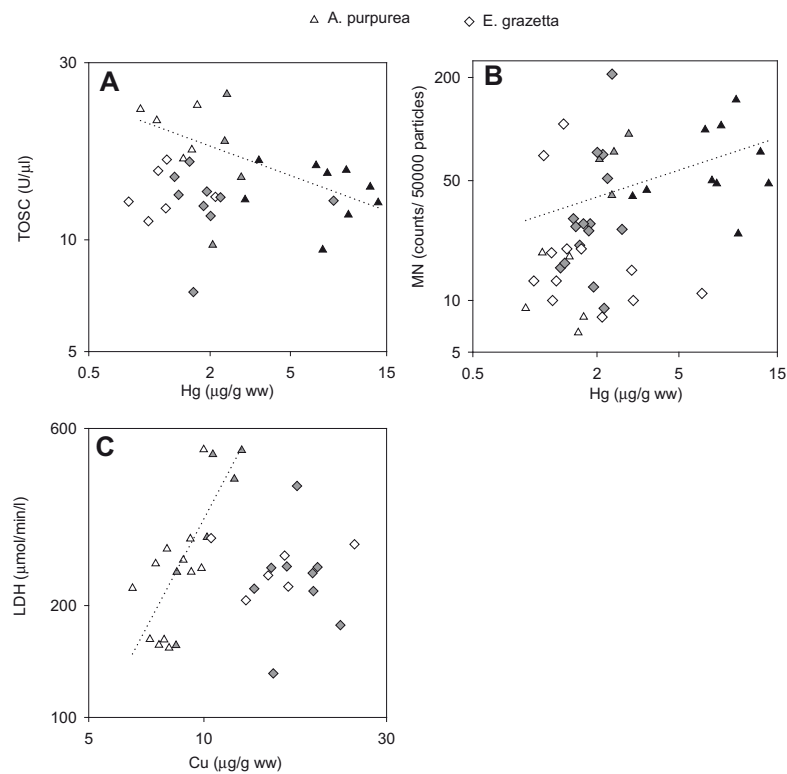 A. purpurea
E. grazetta
30
A
10
5
TOSC (U/μl)
0.5
2
5
15
Hg (μg/g ww)
200
B
50
10
5
MN (counts/ 50000 particles)
0.5
2
5
15
Hg (μg/g ww)
600
C
200
100
LDH (μmol/min/l)
5
10
30
Cu (μg/g ww)